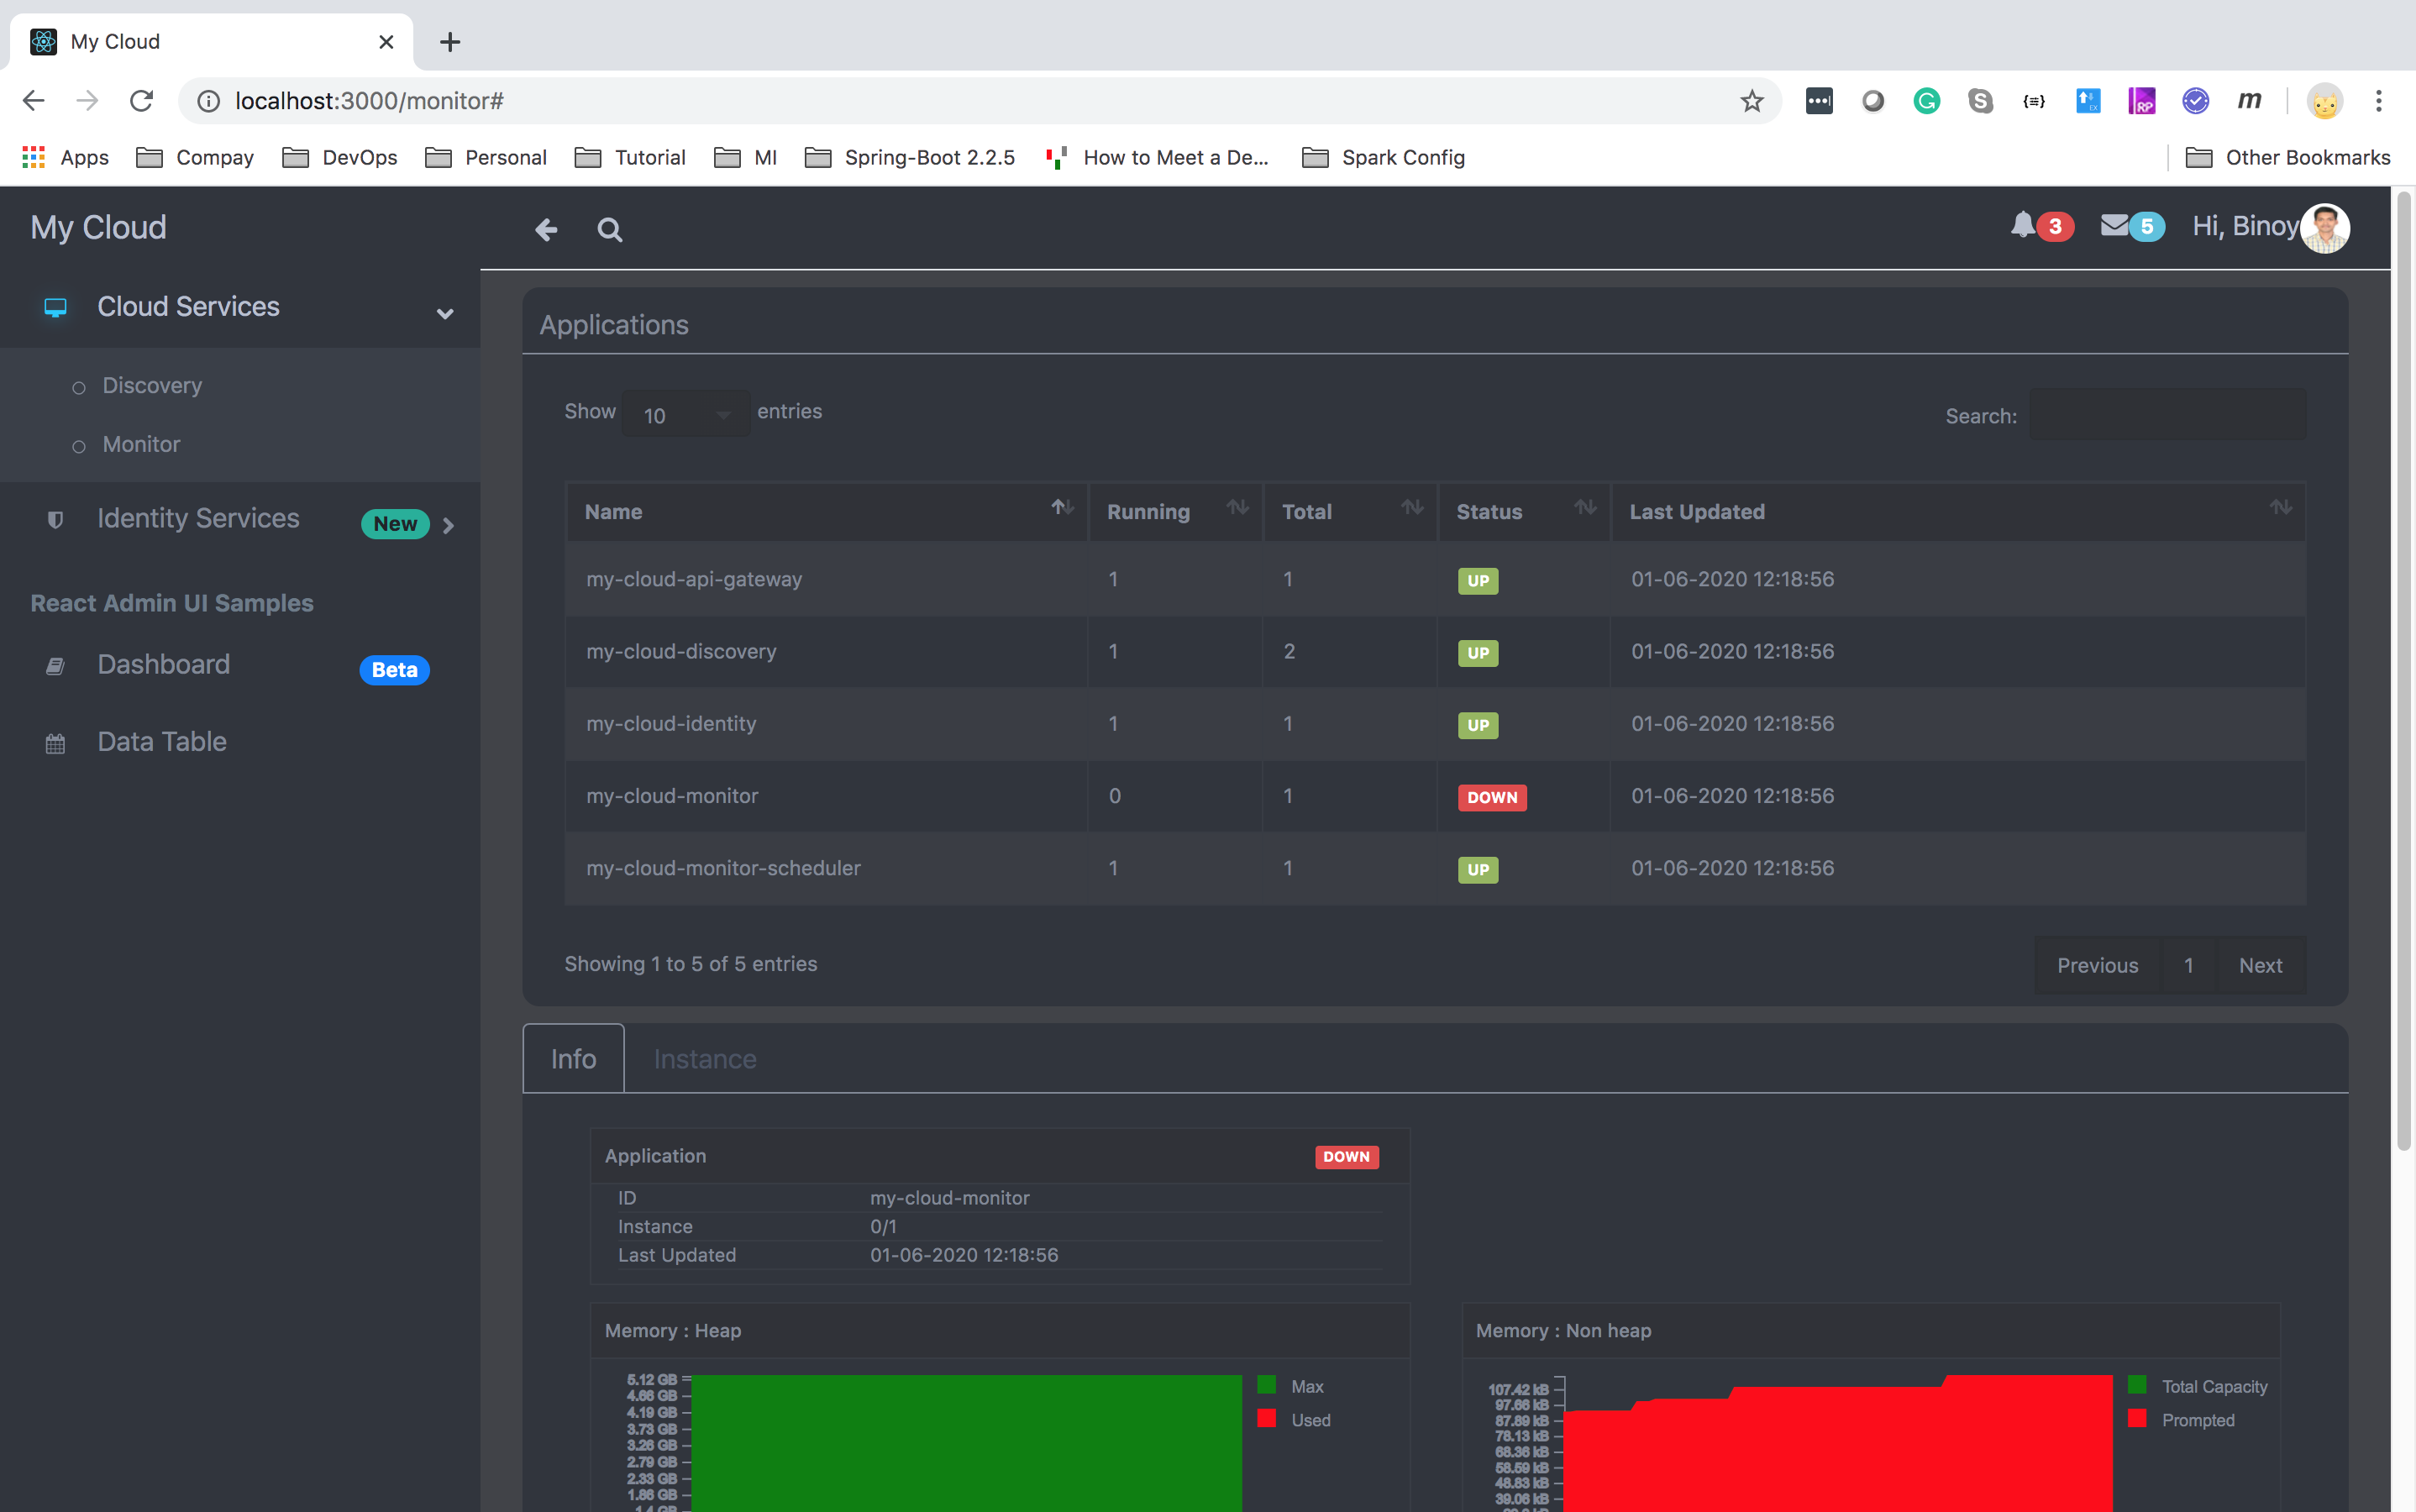 My Cloud
localhost:3000/monitor#
Apps Compay DevOps Personal Tutorial MI Spring-Boot 2.2.5 How to Meet a De... Spark Config Other Bookmarks
My Cloud
3 5 Hi, Binoy
Cloud Services
Discovery
Monitor
Identity Services New
React Admin UI Samples
Dashboard Beta
Data Table
Applications
Show 10 entries Search:
Name Running Total Status Last Updated
my-cloud-api-gateway 1 1 UP 01-06-2020 12:18:56
my-cloud-discovery 1 2 UP 01-06-2020 12:18:56
my-cloud-identity 1 1 UP 01-06-2020 12:18:56
my-cloud-monitor 0 1 DOWN 01-06-2020 12:18:56
my-cloud-monitor-scheduler 1 1 UP 01-06-2020 12:18:56
Showing 1 to 5 of 5 entries Previous 1 Next
Info Instance
Application DOWN
ID my-cloud-monitor
Instance 0/1
Last Updated 01-06-2020 12:18:56
Memory : Heap
5.12 GB
4.66 GB
4.19 GB
3.73 GB
3.26 GB
2.79 GB
2.33 GB
1.86 GB
Max
Used
Memory : Non heap
107.42 kB
97.66 kB
87.89 kB
78.13 kB
68.36 kB
58.59 kB
48.83 kB
39.06 kB
Total Capacity
Prompted